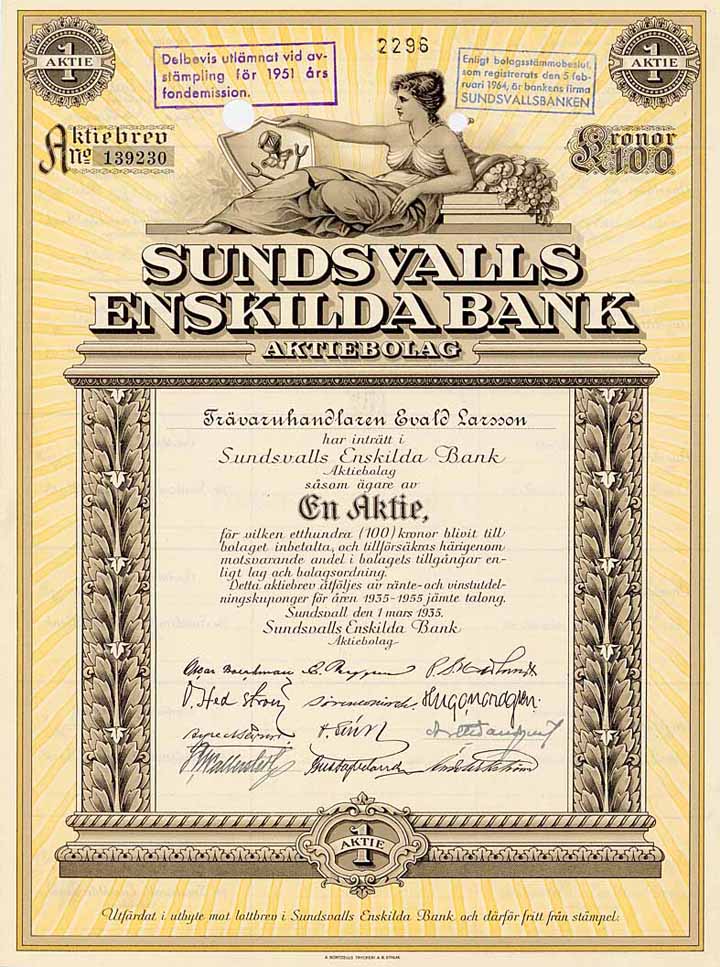 1
AKTIE
Delbevis utlämnat vid av-
stämpling för 1951 års
fondemission.
2296
Enligt bolagsstämmobeslut,
som registrerats den 5 feb-
ruari 1964, är bankens firma
SUNDSVALLSBANKEN
1
AKTIE
Aktiebrev
No 139230
Kronor
100
SUNDSVALLS
ENSKILDA BANK
AKTIEBOLAG
Trävaruhandlaren Evald Larsson
har inträtt i
Sundsvalls Enskilda Bank
Aktiebolag
såsom ägare av
En Aktie,
för vilken etthundra (100) kronor blivit till
bolaget inbetalta, och tillförsäkras härigenom
motsvarande andel i bolagets tillgångar en-
ligt lag och bolagsordning.
Detta aktiebrev åtföljes av ränte- och vinstutdel-
ningskuponger för åren 1935-1955 jämte talong.
Sundsvall den 1 mars 1935.
Sundsvalls Enskilda Bank
Aktiebolag
1
AKTIE
Utfärdat i utbyte mot lottbrev i Sundsvalls Enskilda Bank och därför fritt från stämpel.
A. BORTZELLS TRYCKERI A.B. STHLM